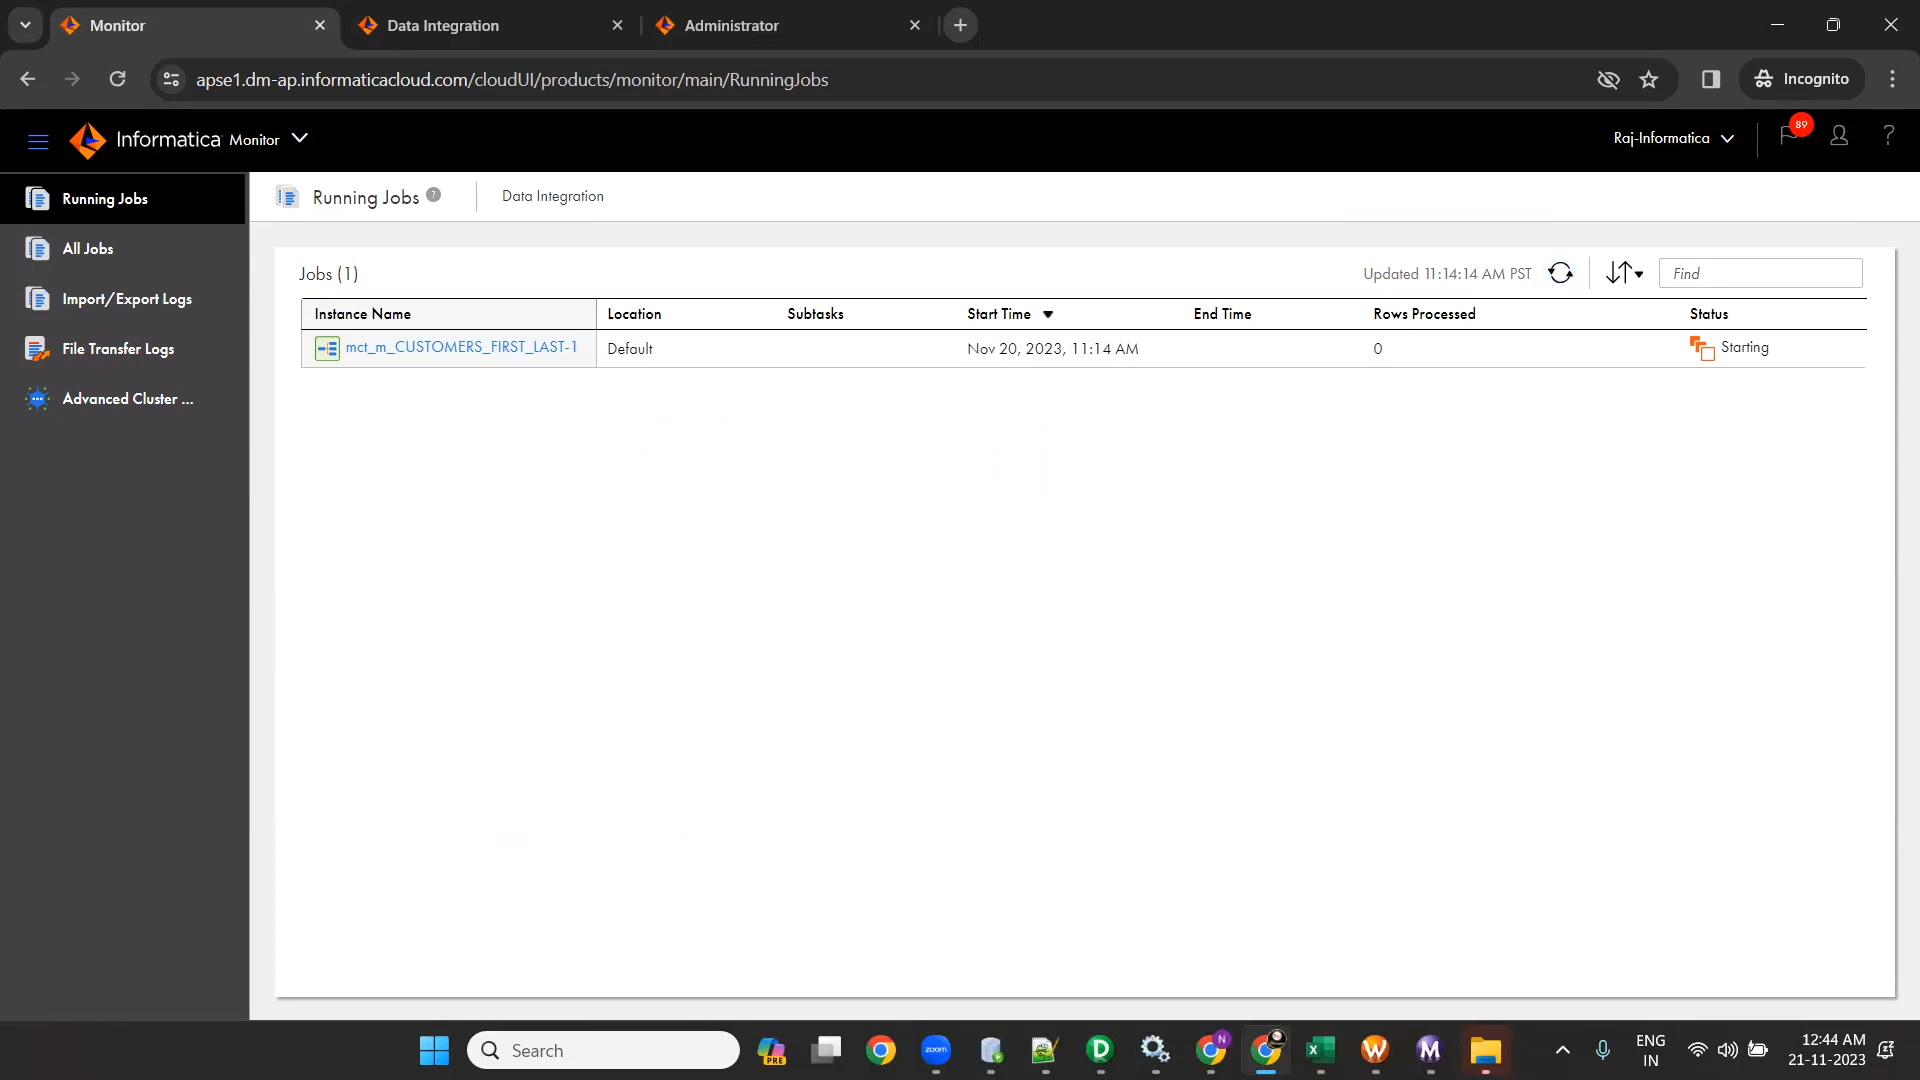 Monitor
Data Integration
Administrator
apse1.dm-ap.informaticacloud.com/cloudUI/products/monitor/main/RunningJobs
Incognito
Informatica Monitor
Raj-Informatica
89
?
Running Jobs
All Jobs
Import/Export Logs
File Transfer Logs
Advanced Cluster ...
Running Jobs ?
Data Integration
Jobs (1)
Updated 11:14:14 AM PST
Find
Instance Name Location Subtasks Start Time End Time Rows Processed Status
mct_m_CUSTOMERS_FIRST_LAST-1 Default Nov 20, 2023, 11:14 AM 0 Starting
Search
PRE
zoom
D
N
X
W
M
ENG
IN
12:44 AM
21-11-2023